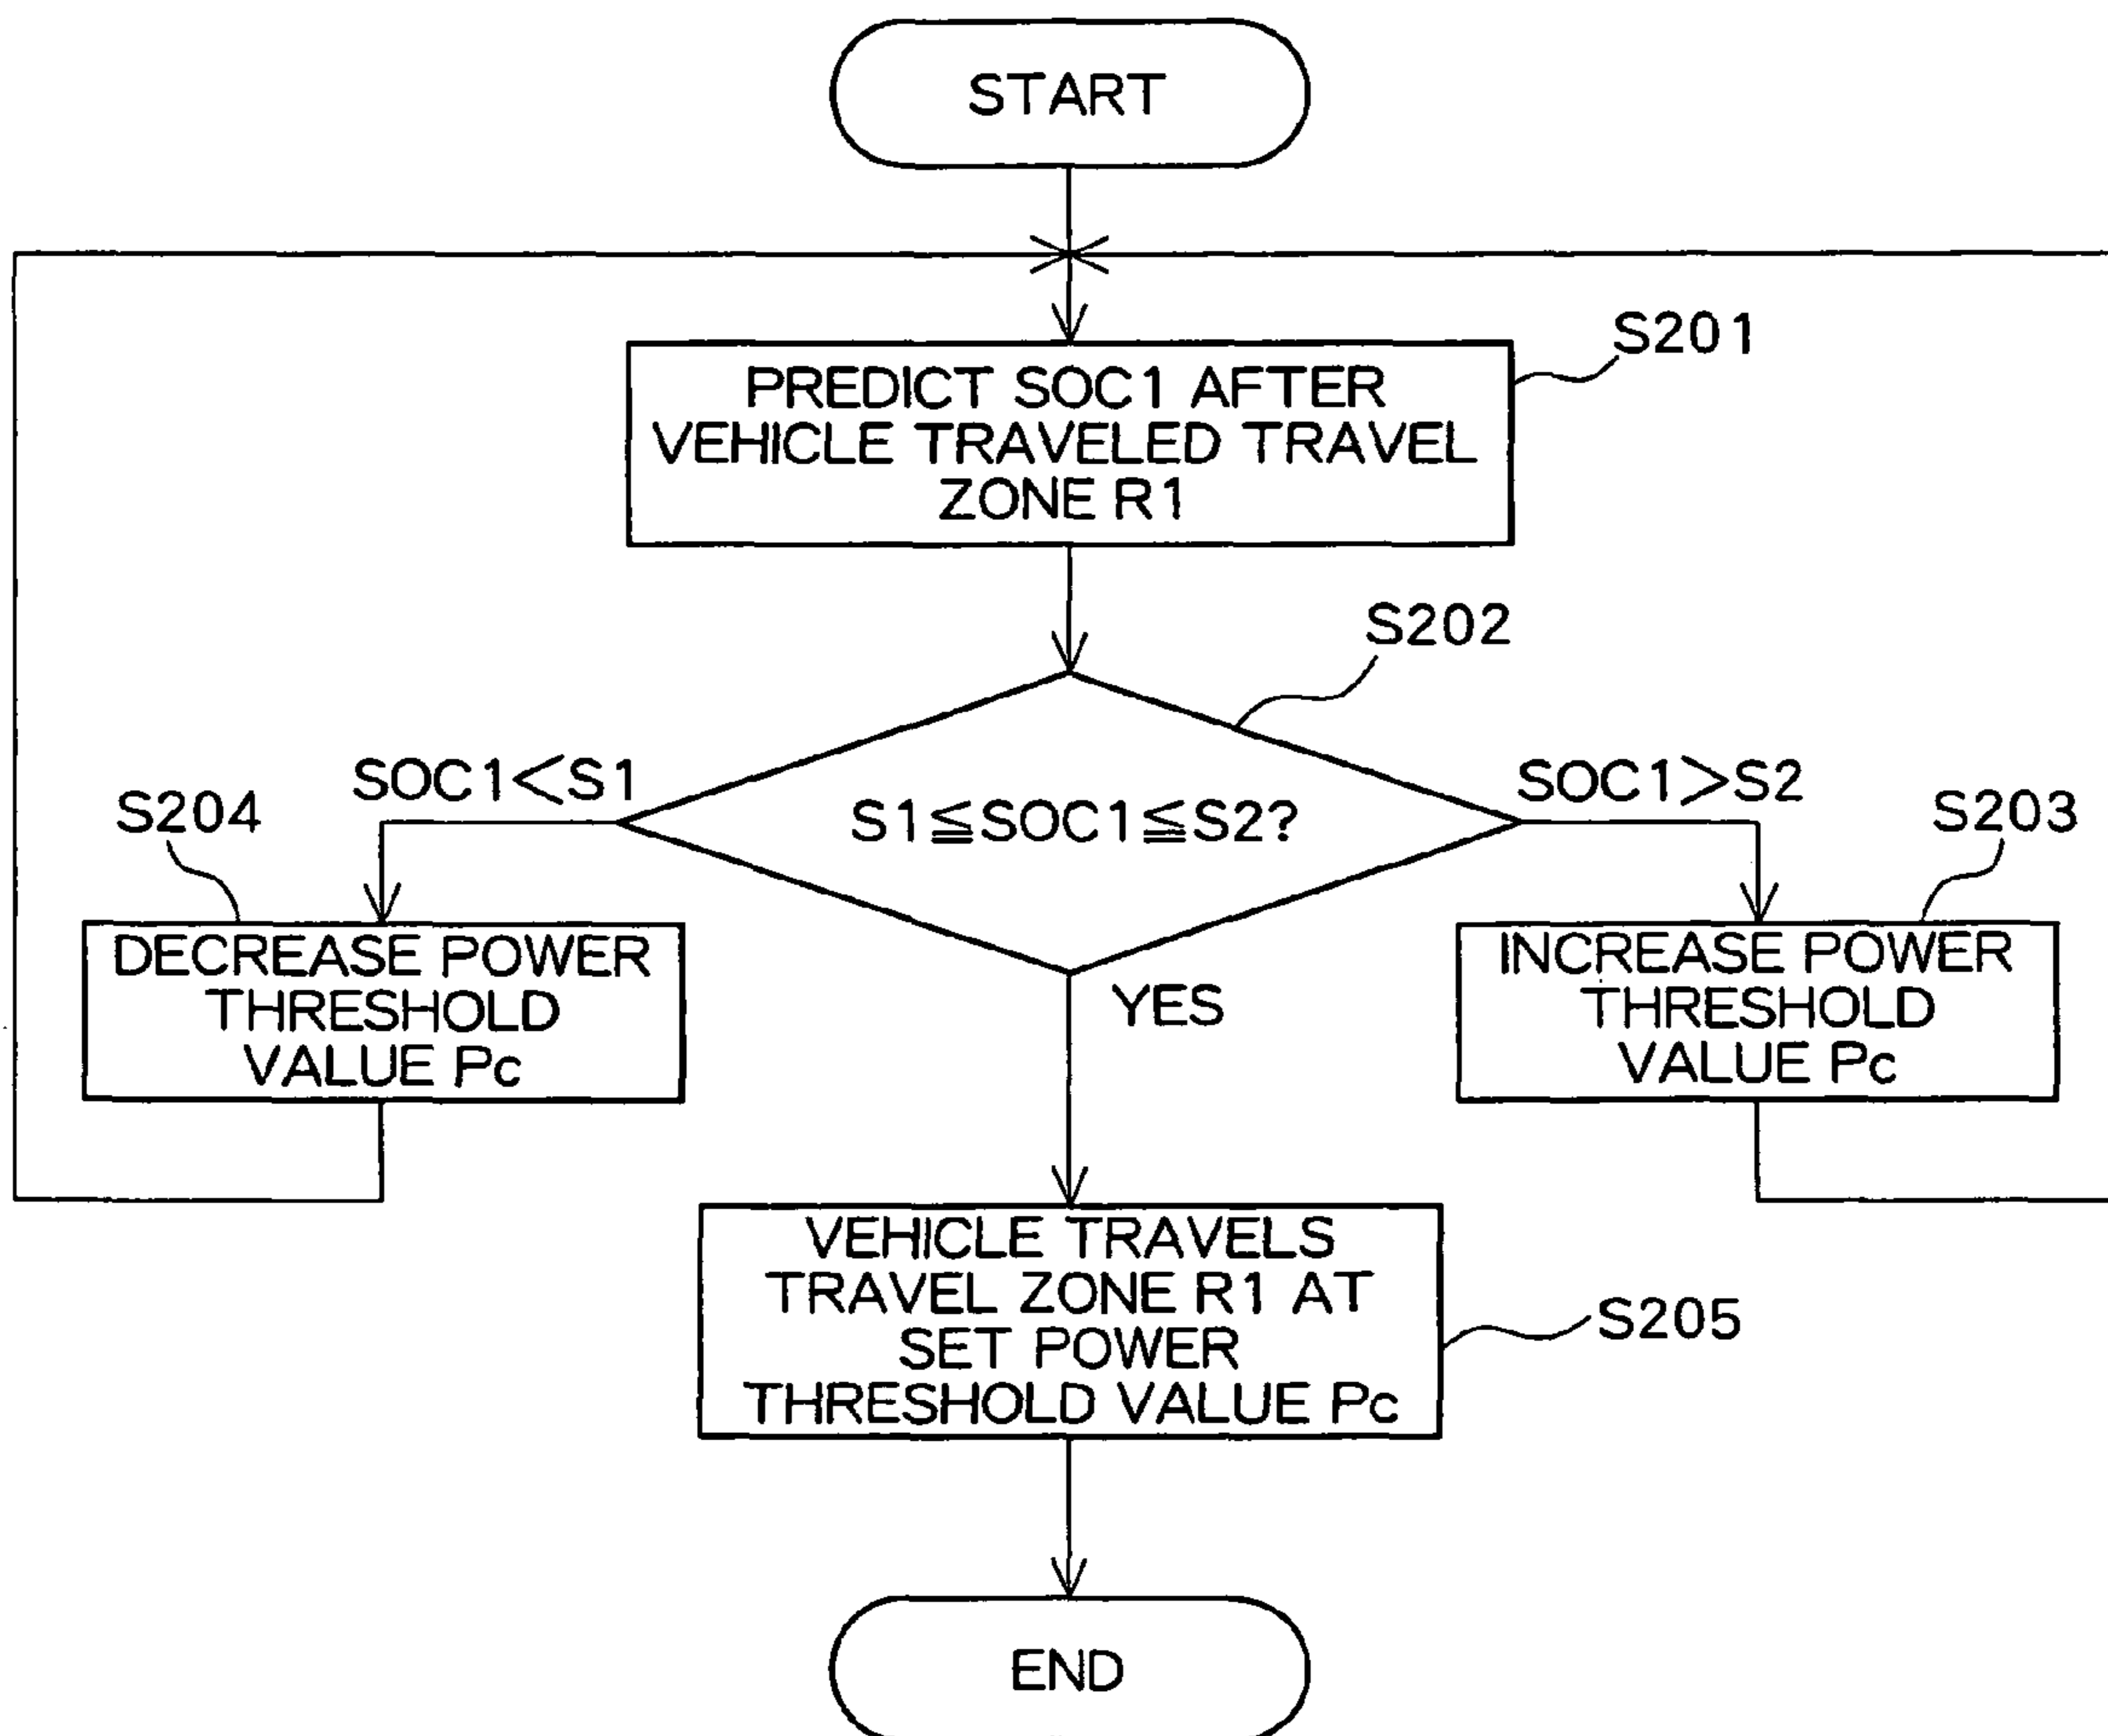 START
S201
PREDICT SOC1 AFTER
VEHICLE TRAVELED TRAVEL
ZONE R1
S202
SOC1<S1
S1≦SOC1≦S2?
SOC1>S2
S204
S203
DECREASE POWER
THRESHOLD
VALUE Pc
YES
INCREASE POWER
THRESHOLD
VALUE Pc
VEHICLE TRAVELS
TRAVEL ZONE R1 AT
SET POWER
THRESHOLD VALUE Pc
S205
END